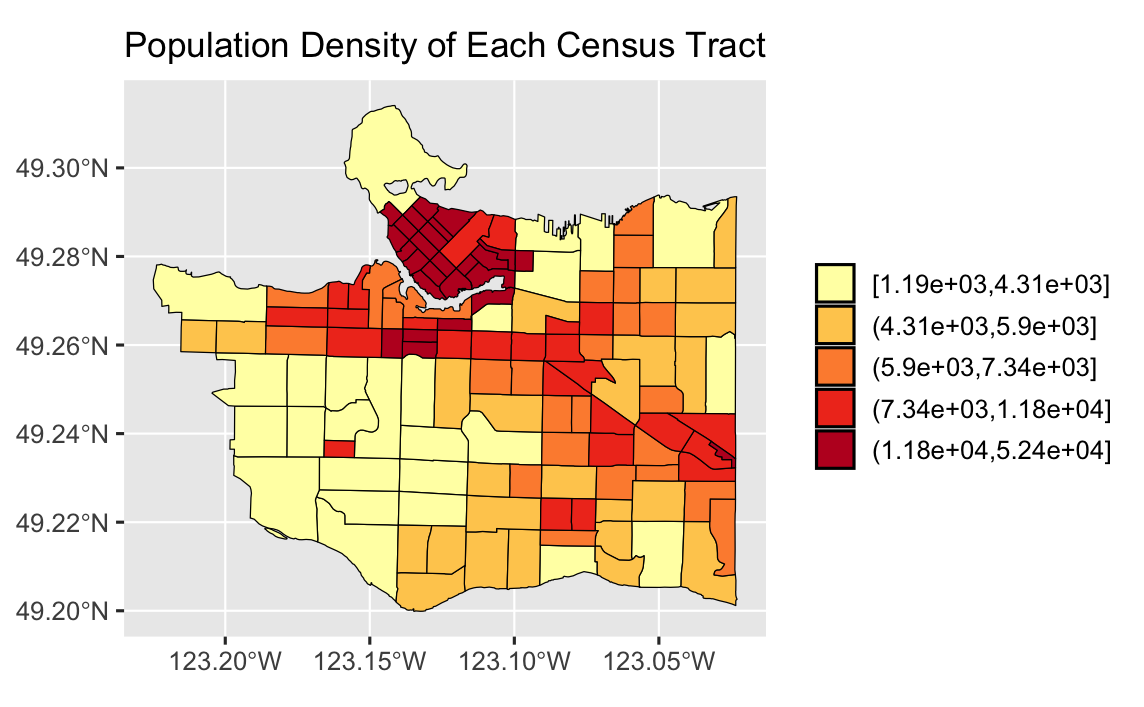 Population Density of Each Census Tract
49.30°N
49.28°N
49.26°N
49.24°N
49.22°N
49.20°N
123.20°W 123.15°W 123.10°W 123.05°W
[1.19e+03,4.31e+03]
(4.31e+03,5.9e+03]
(5.9e+03,7.34e+03]
(7.34e+03,1.18e+04]
(1.18e+04,5.24e+04]